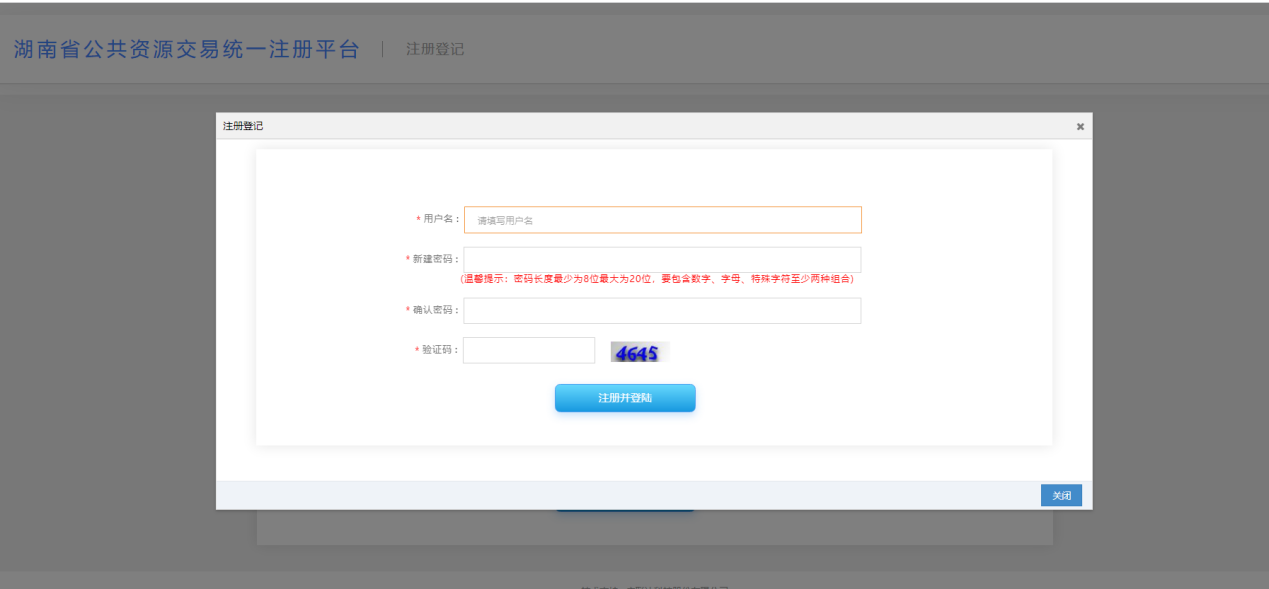 湖南省公共资源交易统一注册平台 | 注册登记
注册登记
* 用户名: 请填写用户名
* 新建密码:
(温馨提示：密码长度最少为8位最大为20位，要包含数字、字母、特殊字符至少两种组合)
* 确认密码:
* 验证码: 4645
注册并登陆
关闭